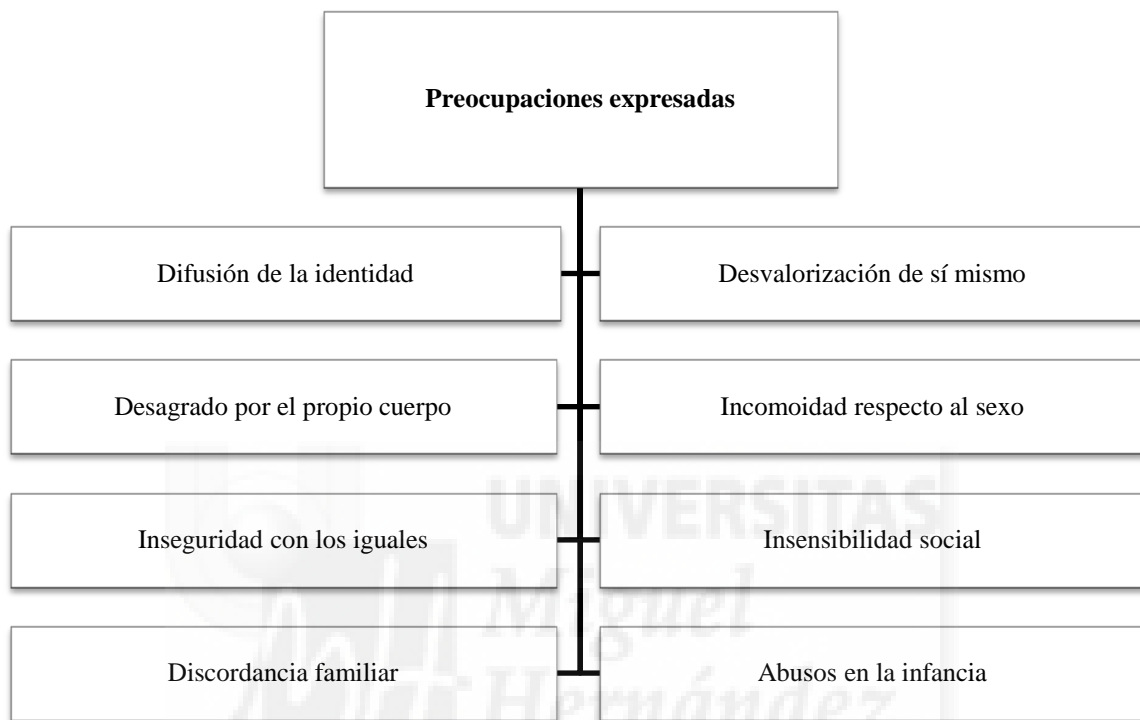 Preocupaciones expresadas
Difusión de la identidad
Desvalorización de sí mismo
Desagrado por el propio cuerpo
Incomoidad respecto al sexo
Inseguridad con los iguales
Insensibilidad social
Discordancia familiar
Abusos en la infancia
UNIVERSITAS
Miguel
Hernández